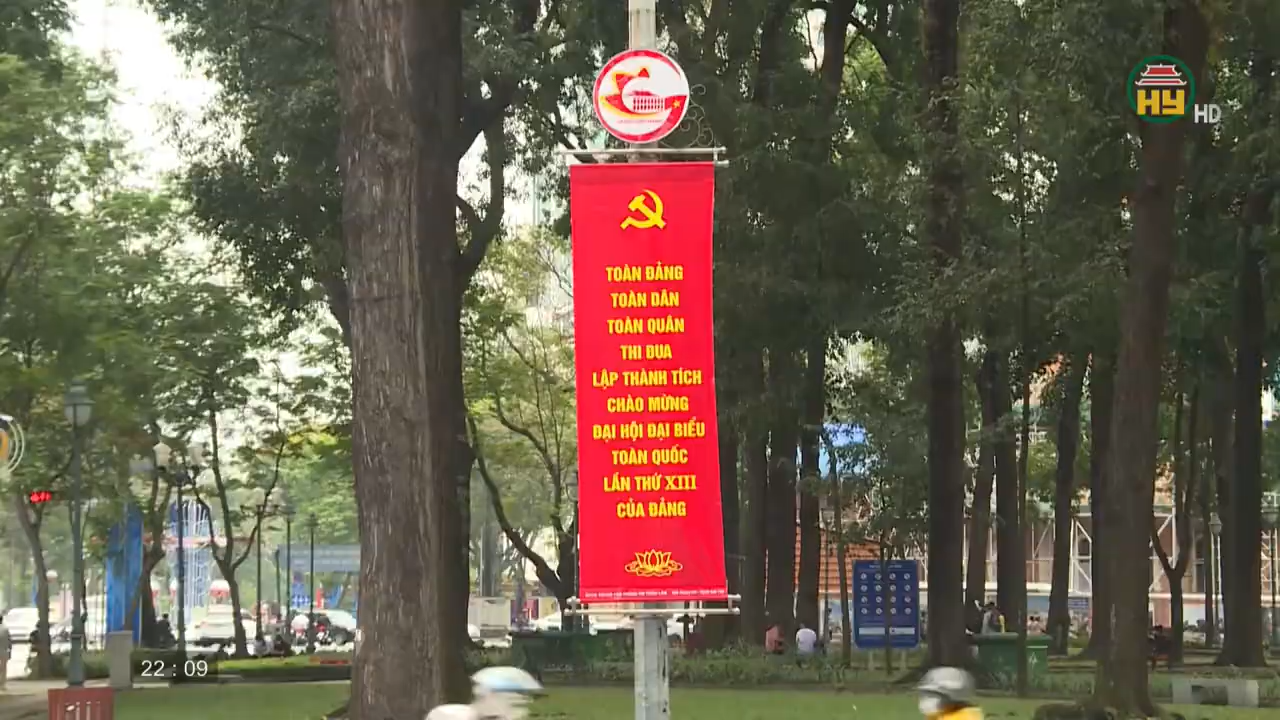 HY HD
TOÀN ĐẢNG
TOÀN DÂN
TOÀN QUÂN
THI ĐUA
LẬP THÀNH TÍCH
CHÀO MỪNG
ĐẠI HỘI ĐẠI BIỂU
TOÀN QUỐC
LẦN THỨ XIII
CỦA ĐẢNG
22 : 09